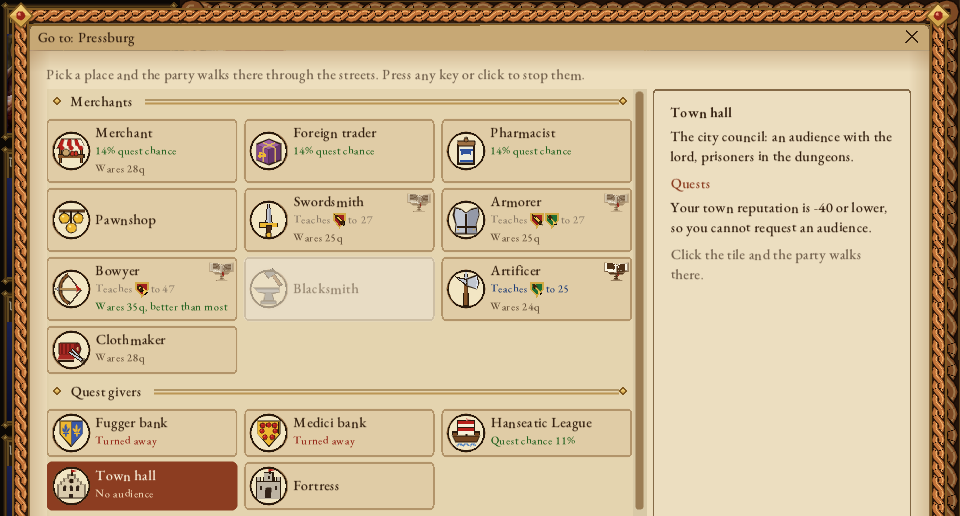 Go to: Pressburg
Pick a place and the party walks there through the streets. Press any key or click to stop them.
Merchants
Merchant
14% quest chance
Wares 28q
Foreign trader
14% quest chance
Pharmacist
14% quest chance
Pawnshop
Swordsmith
Teaches to 27
Wares 25q
Armorer
Teaches to 27
Wares 25q
Bowyer
Teaches to 47
Wares 35q, better than most
Blacksmith
Artificer
Teaches to 25
Wares 24q
Clothmaker
Wares 28q
Quest givers
Fugger bank
Turned away
Medici bank
Turned away
Hanseatic League
Quest chance 11%
Town hall
No audience
Fortress
Town hall
The city council: an audience with the
lord, prisoners in the dungeons.
Quests
Your town reputation is -40 or lower,
so you cannot request an audience.
Click the tile and the party walks
there.